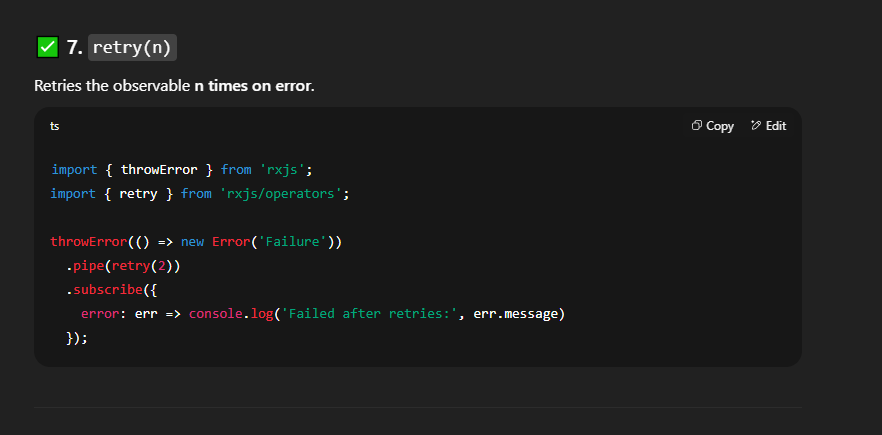 ✅ 7. retry(n)
Retries the observable n times on error.
ts
Copy
Edit
import { throwError } from 'rxjs';
import { retry } from 'rxjs/operators';

throwError(() => new Error('Failure'))
  .pipe(retry(2))
  .subscribe({
    error: err => console.log('Failed after retries:', err.message)
  });